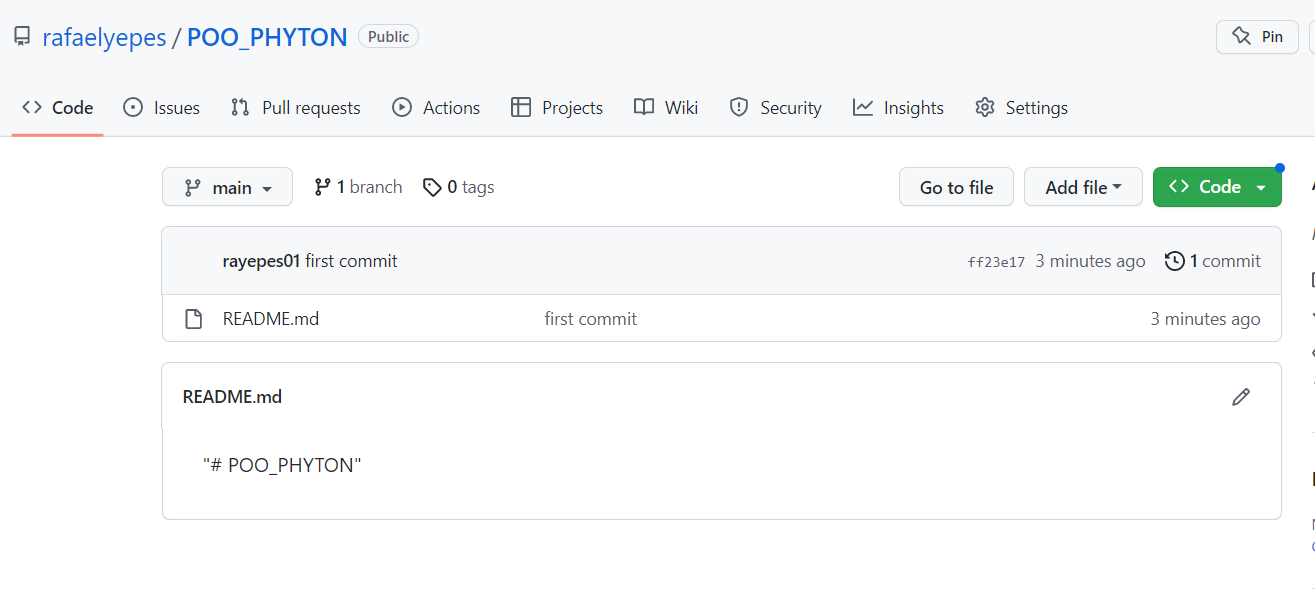 rafaelyepes / POO_PHYTON Public
Pin
Code Issues Pull requests Actions Projects Wiki Security Insights Settings
main 1 branch 0 tags Go to file Add file Code
rayepes01 first commit ff23e17 3 minutes ago 1 commit
README.md first commit 3 minutes ago
README.md
"# POO_PHYTON"